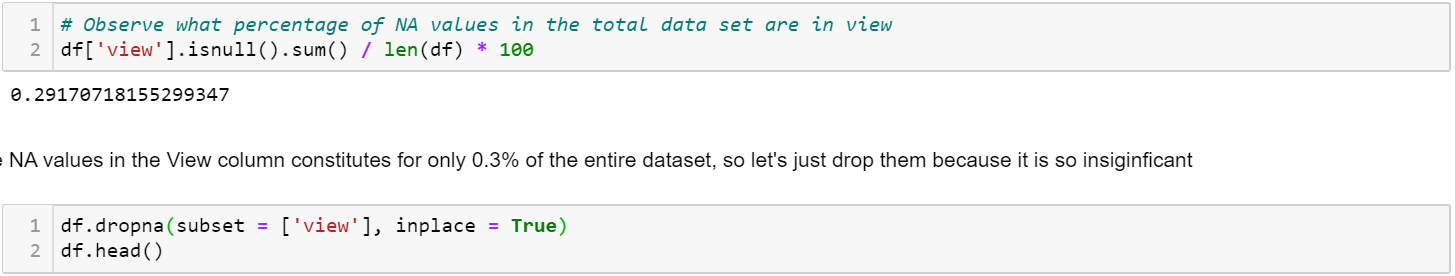 1 # Observe what percentage of NA values in the total data set are in view
2 df['view'].isnull().sum() / len(df) * 100
0.29170718155299347
NA values in the View column constitutes for only 0.3% of the entire dataset, so let's just drop them because it is so insiginficant
1 df.dropna(subset = ['view'], inplace = True)
2 df.head()